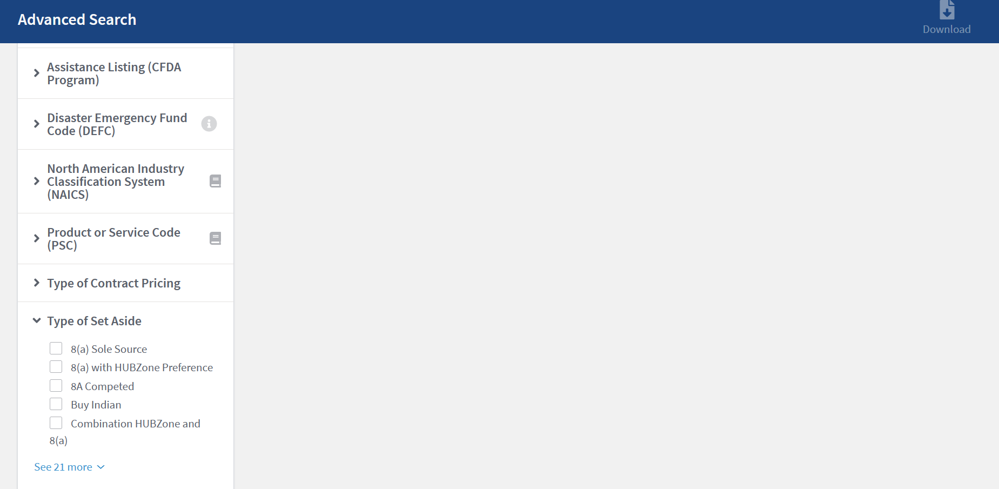 Advanced Search
Download
Assistance Listing (CFDA
Program)
Disaster Emergency Fund
Code (DEFC)
North American Industry
Classification System
(NAICS)
Product or Service Code
(PSC)
Type of Contract Pricing
Type of Set Aside
8(a) Sole Source
8(a) with HUBZone Preference
8A Competed
Buy Indian
Combination HUBZone and
8(a)
See 21 more